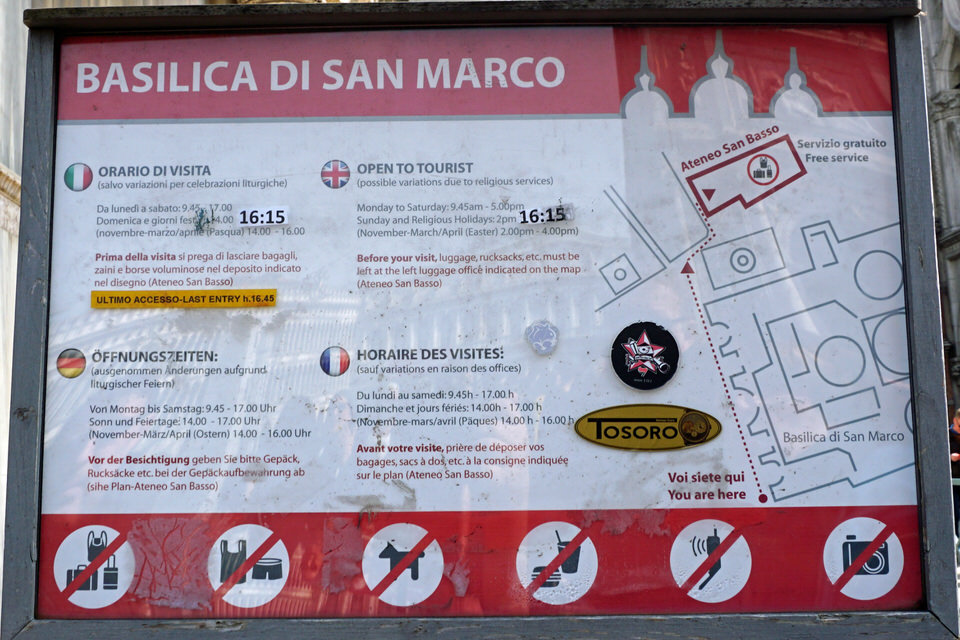 BASILICA DI SAN MARCO
ORARIO DI VISITA
(salvo variazioni per celebrazioni liturgiche)
Da lunedì a sabato: 9.45 - 17.00
Domenica e giorni 14.00 16:15
(novembre-marzo/aprile (Pasqua) 14.00 - 16.00
Prima della visita si prega di lasciare bagagli,
zaini e borse voluminose nel deposito indicato
nel disegno (Ateneo San Basso)
ULTIMO ACCESSO-LAST ENTRY h.16.45
OPEN TO TOURIST
(possible variations due to religious services)
Monday to Saturday: 9.45am - 5.00pm
Sunday and Religious Holidays: 2pm 16:15
(November-March/April (Easter) 2.00pm - 4.00pm)
Before your visit, luggage, rucksacks, etc. must be
left at the left luggage office indicated on the map
(Ateneo San Basso)
ÖFFNUNGSZEITEN:
(ausgenommen Änderungen aufgrund
liturgischer Feiern)
Von Montag bis Samstag: 9.45 - 17.00 Uhr
Sonn und Feiertage: 14.00 - 17.00 Uhr
(November-März/April (Ostern) 14.00 - 16.00 Uhr
Vor der Besichtigung geben Sie bitte Gepäck,
Rucksäcke etc. bei der Gepäckaufbewahrung ab
(sihe Plan-Ateneo San Basso)
HORAIRE DES VISITES:
(sauf variations en raison des offices)
Du lundi au samedi: 9.45h - 17.00 h
Dimanche et jours fériés: 14.00h - 17.00 h
(Novembre-mars/avril (Pâques) 14.00 h - 16.00 h
Avant votre visite, prière de déposer vos
bagages, sacs à dos, etc. à la consigne indiquée
sur le plan (Ateneo San Basso)
Ateneo San Basso
Servizio gratuito
Free service
TOSORO
Basilica di San Marco
Voi siete qui
You are here